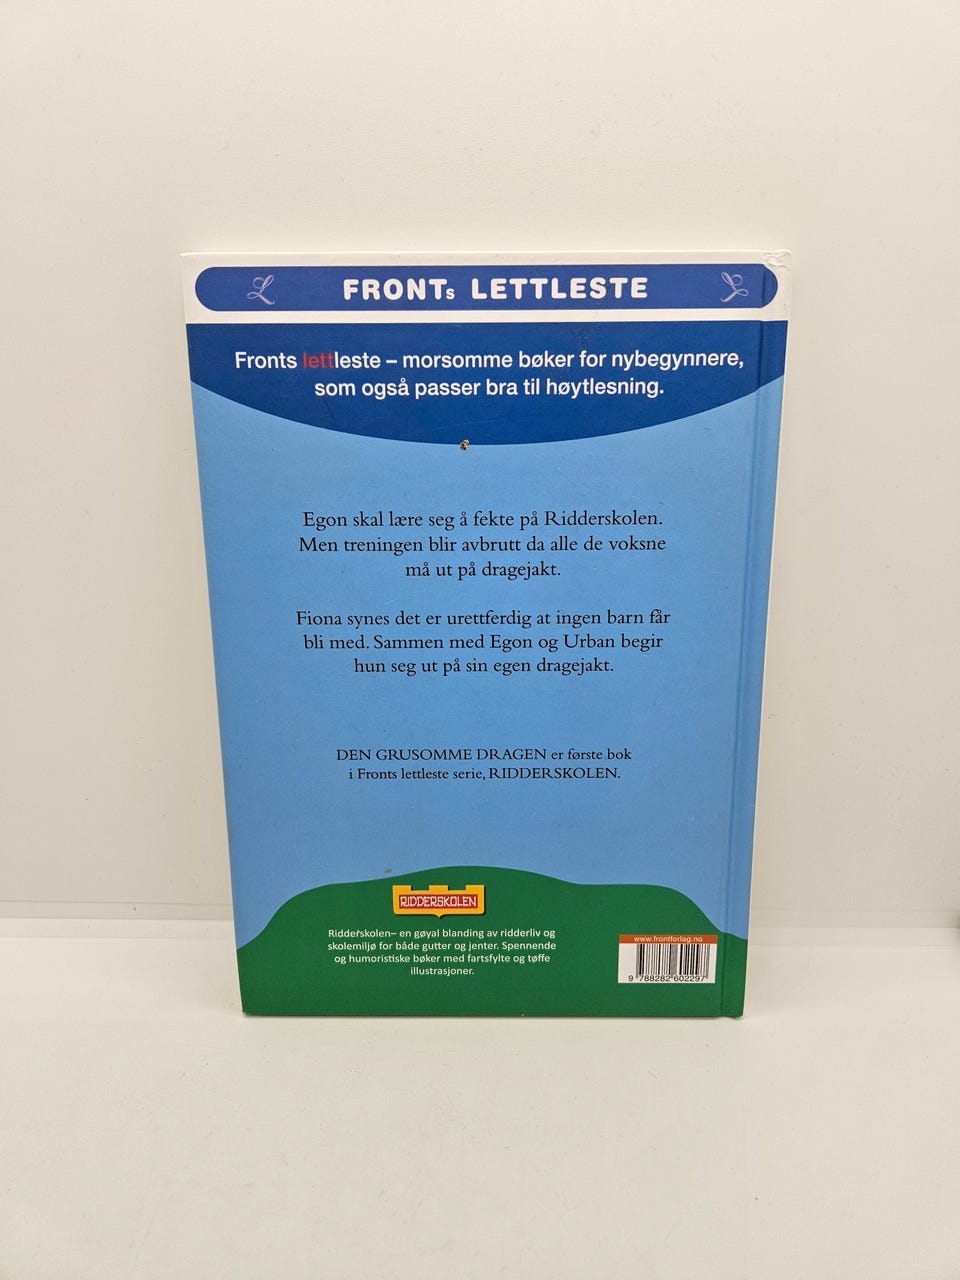 FRONTs LETTLESTE
Fronts lettleste – morsomme bøker for nybegynnere,
som også passer bra til høytlesning.
Egon skal lære seg å fekte på Ridderskolen.
Men treningen blir avbrutt da alle de voksne
må ut på dragejakt.
Fiona synes det er urettferdig at ingen barn får
bli med. Sammen med Egon og Urban begir
hun seg ut på sin egen dragejakt.
DEN GRUSOMME DRAGEN er første bok
i Fronts lettleste serie, RIDDERSKOLEN.
RIDDERSKOLEN
Ridderskolen– en gøyal blanding av ridderliv og
skolemiljø for både gutter og jenter. Spennende
og humoristiske bøker med fartsfylte og tøffe
illustrasjoner.
www.frontforlag.no
9 788282 602297